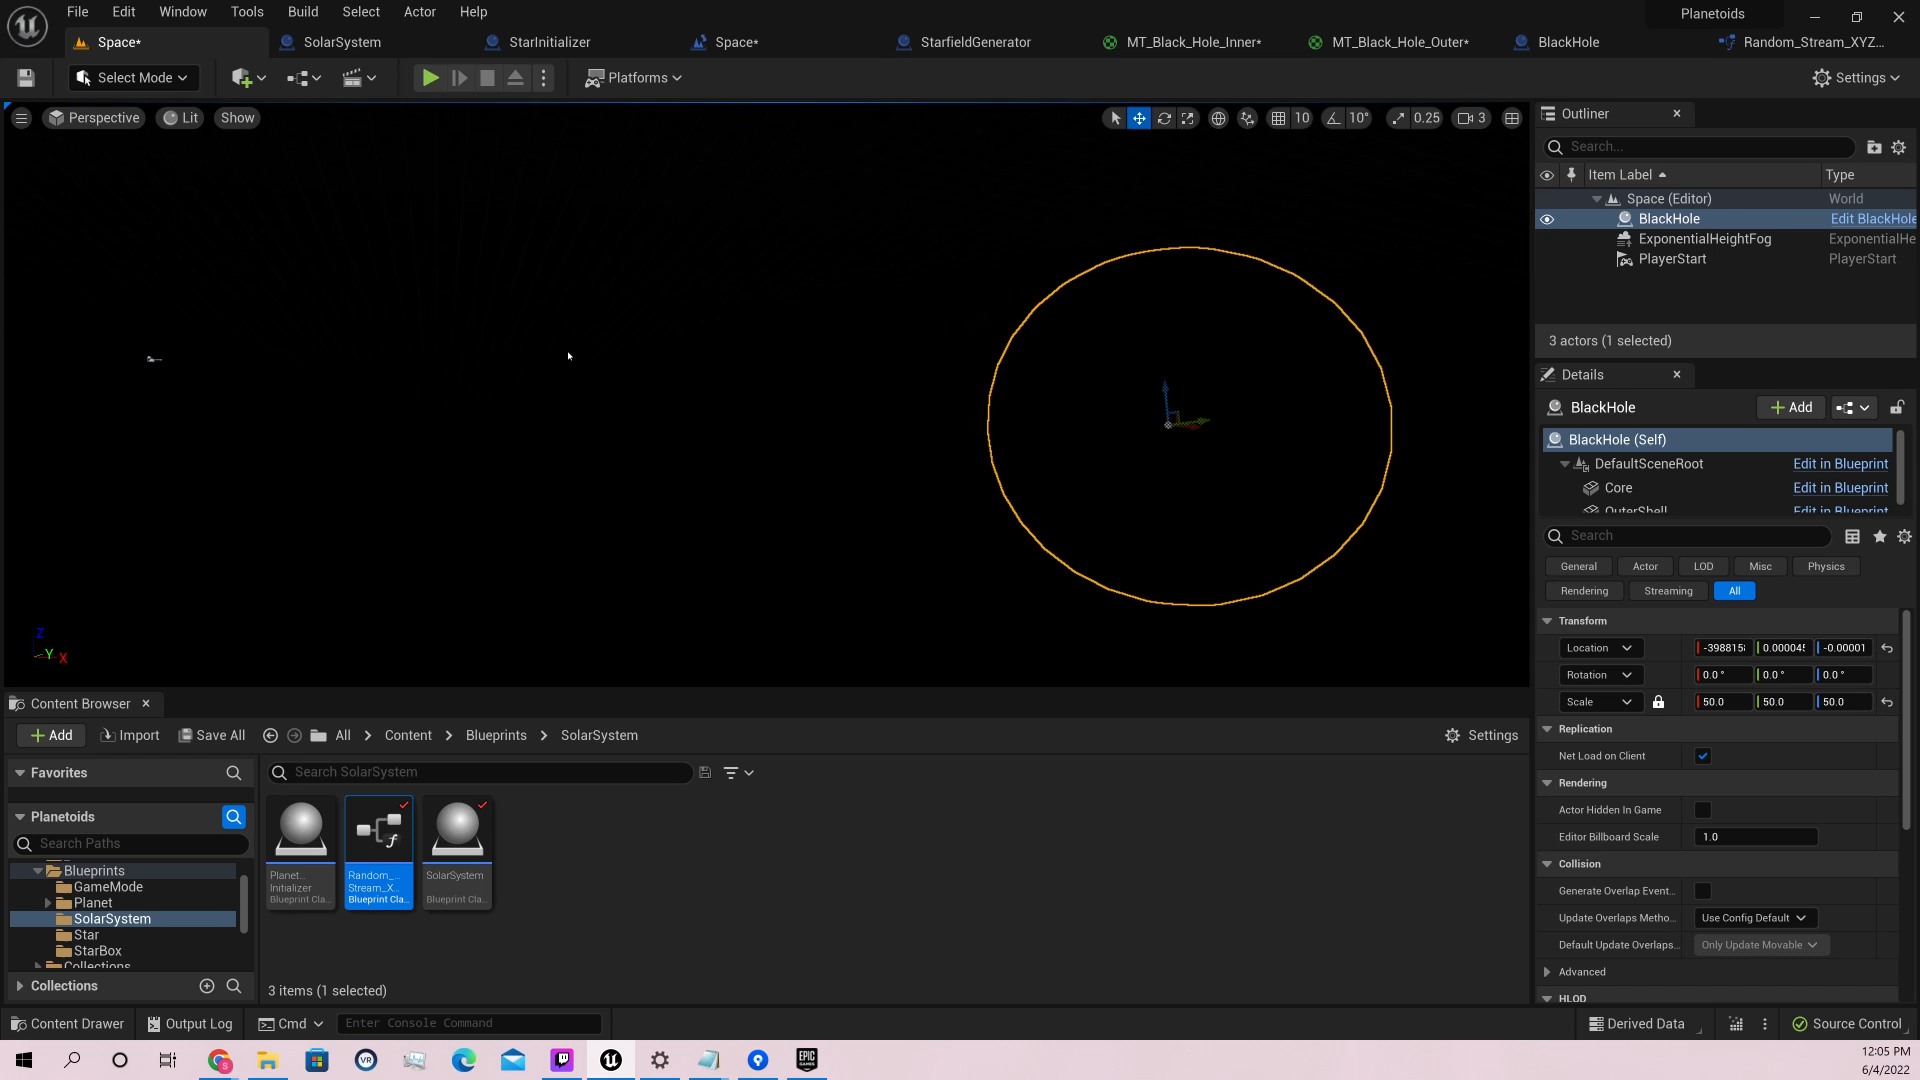 File Edit Window Tools Build Select Actor Help
Planetoids
Space*
SolarSystem
StarInitializer
Space*
StarfieldGenerator
MT_Black_Hole_Inner*
MT_Black_Hole_Outer*
BlackHole
Random_Stream_XYZ...
Select Mode
Platforms
Settings
Perspective
Lit
Show
10
10°
0.25
3
Z
Y
X
Outliner
Search...
Item Label
Type
Space (Editor)
World
BlackHole
Edit BlackHole
ExponentialHeightFog
ExponentialHe
PlayerStart
PlayerStart
3 actors (1 selected)
Details
BlackHole
Add
BlackHole (Self)
DefaultSceneRoot
Edit in Blueprint
Core
Edit in Blueprint
OuterShell
Edit in Blueprint
Search
General
Actor
LOD
Misc
Physics
Rendering
Streaming
All
Transform
Location
-398815
0.00004
-0.00001
Rotation
0.0 °
0.0 °
0.0 °
Scale
50.0
50.0
50.0
Replication
Net Load on Client
Rendering
Actor Hidden In Game
Editor Billboard Scale
1.0
Collision
Generate Overlap Event...
Update Overlaps Metho...
Use Config Default
Default Update Overlaps...
Only Update Movable
Advanced
HLOD
Content Browser
Add
Import
Save All
All
Content
Blueprints
SolarSystem
Settings
Favorites
Planetoids
Search Paths
Blueprints
GameMode
Planet
SolarSystem
Star
StarBox
Collections
Collections
Search SolarSystem
Planet...
Initializer
Blueprint Cla...
Random_...
Stream_X...
Blueprint Cla...
SolarSystem
Blueprint Cla...
3 items (1 selected)
Content Drawer
Output Log
Cmd
Enter Console Command
Derived Data
Source Control
VR
EPIC
GAMES
12:05 PM
6/4/2022